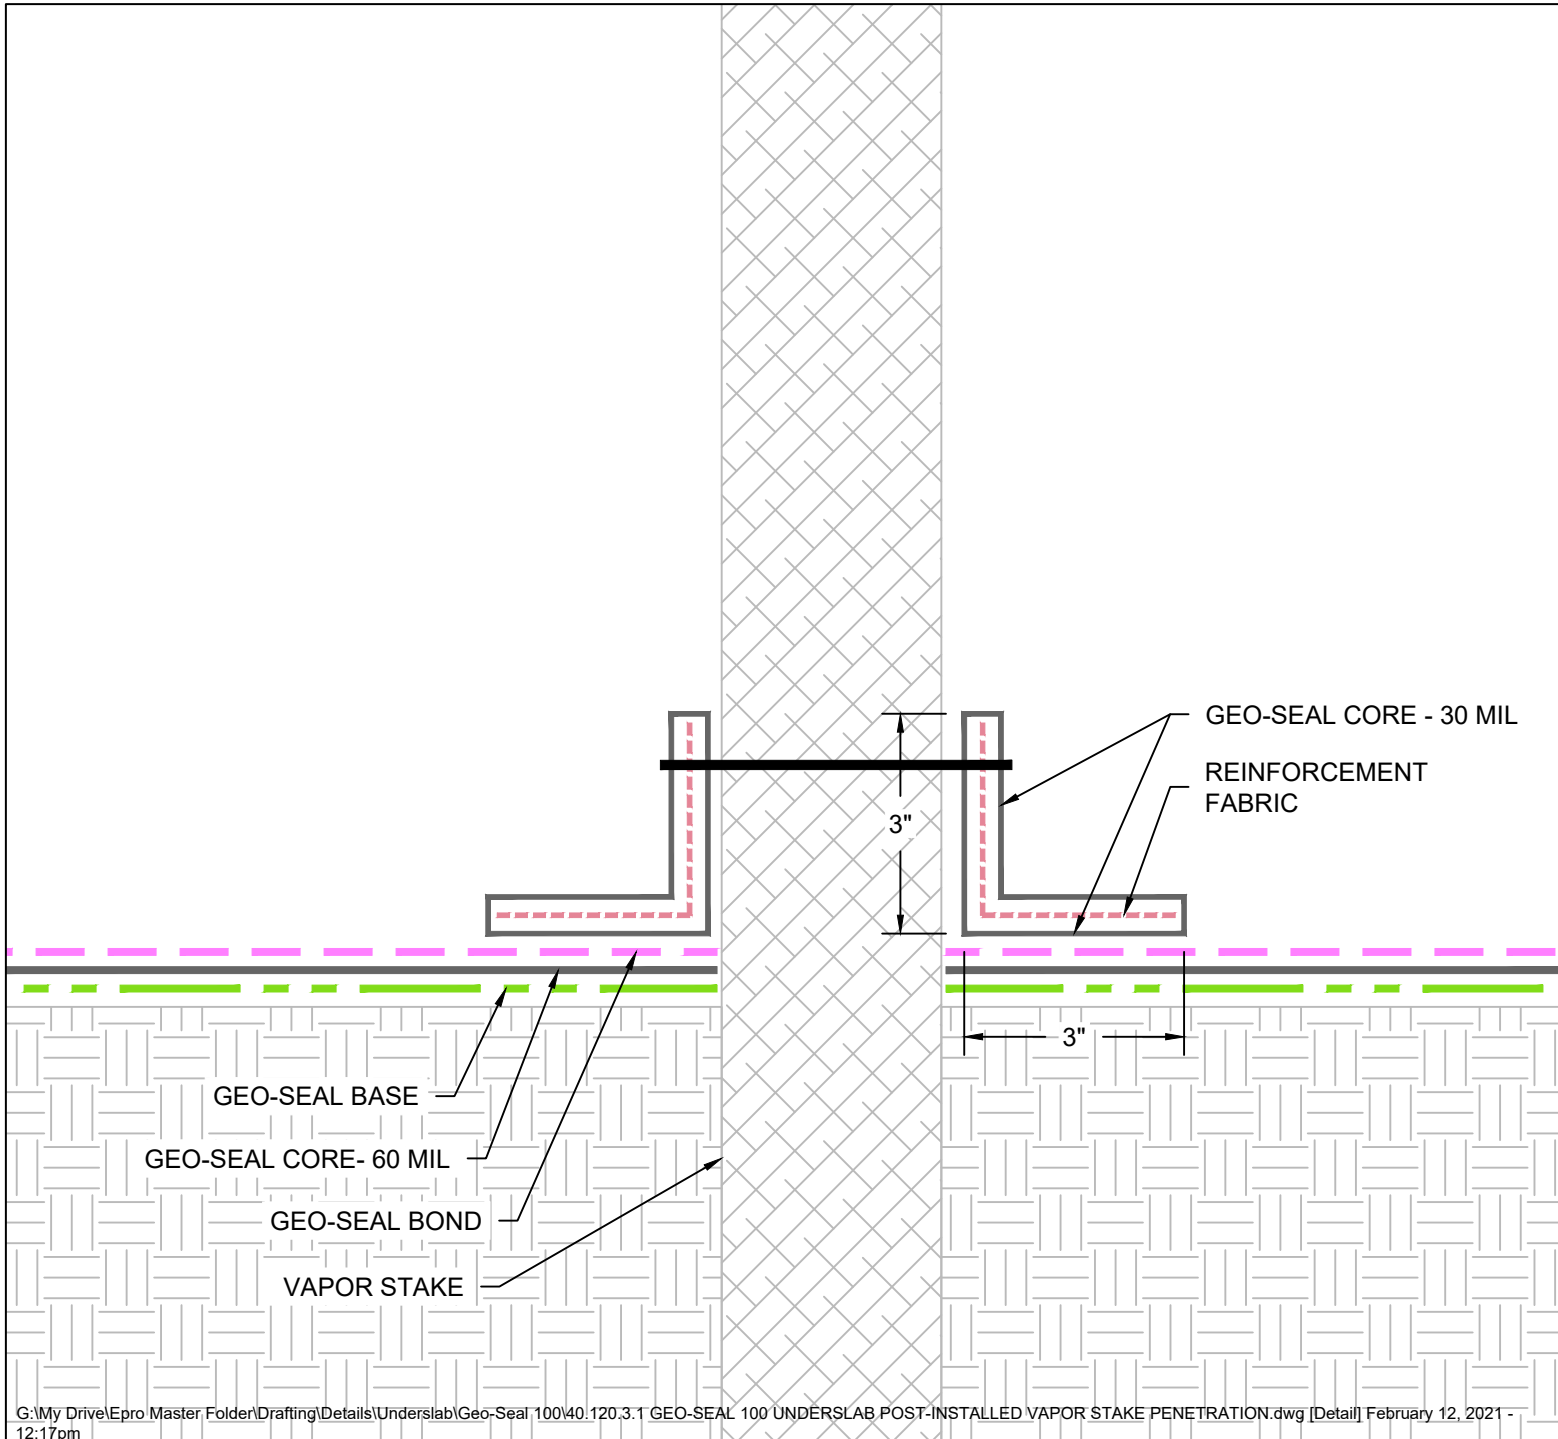 GEO-SEAL CORE - 30 MIL
REINFORCEMENT
FABRIC
3"
3"
GEO-SEAL BASE
GEO-SEAL CORE- 60 MIL
GEO-SEAL BOND
VAPOR STAKE
G:\My Drive\Epro Master Folder\Drafting\Details\Underslab\Geo-Seal 100\40.120.3.1 GEO-SEAL 100 UNDERSLAB POST-INSTALLED VAPOR STAKE PENETRATION.dwg [Detail] February 12, 2021 -
12:17pm